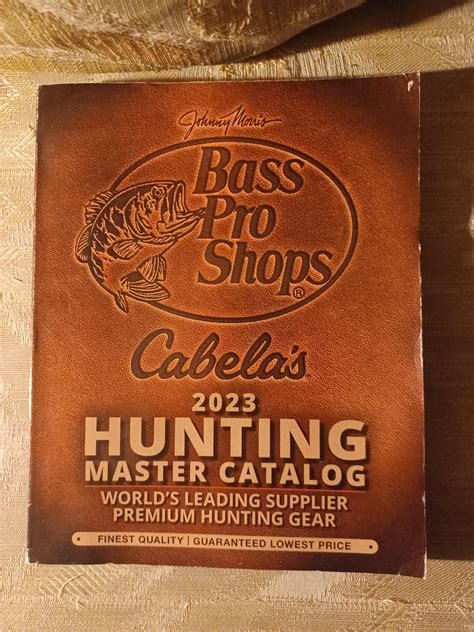 Johnny Morris
Bass
Pro
Shops®
Cabela's
2023
HUNTING
MASTER CATALOG
WORLD'S LEADING SUPPLIER
PREMIUM HUNTING GEAR
FINEST QUALITY | GUARANTEED LOWEST PRICE